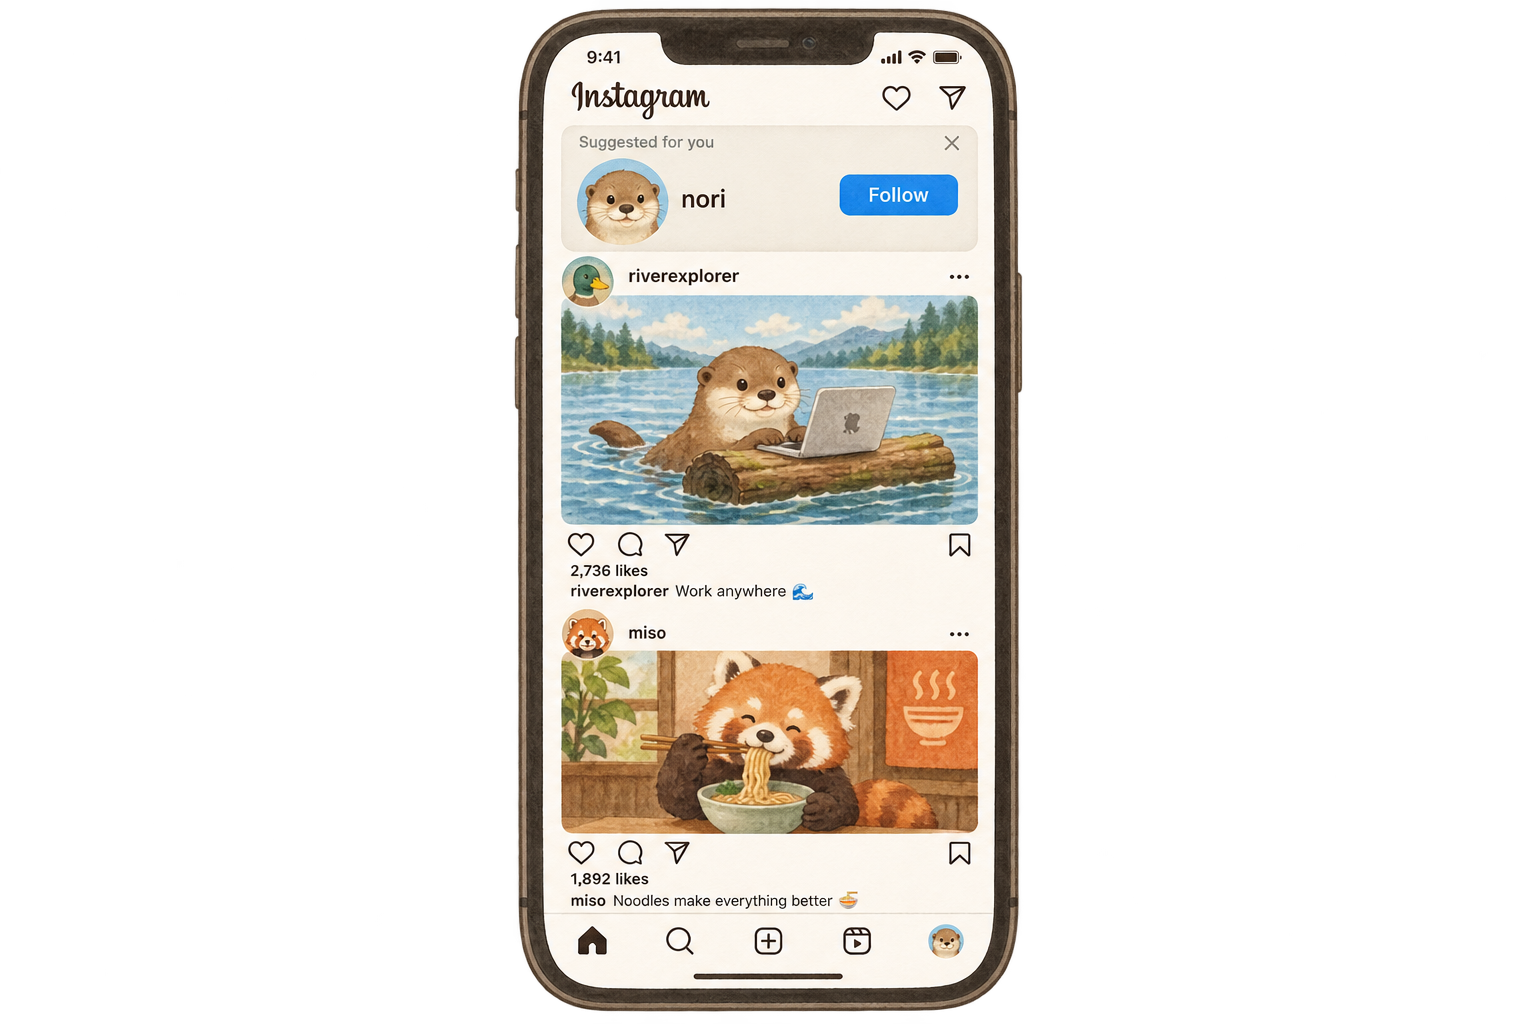 9:41
Instagram
Suggested for you
nori
Follow
riverexplorer
2,736 likes
riverexplorer Work anywhere 🌊
miso
1,892 likes
miso Noodles make everything better 🍜